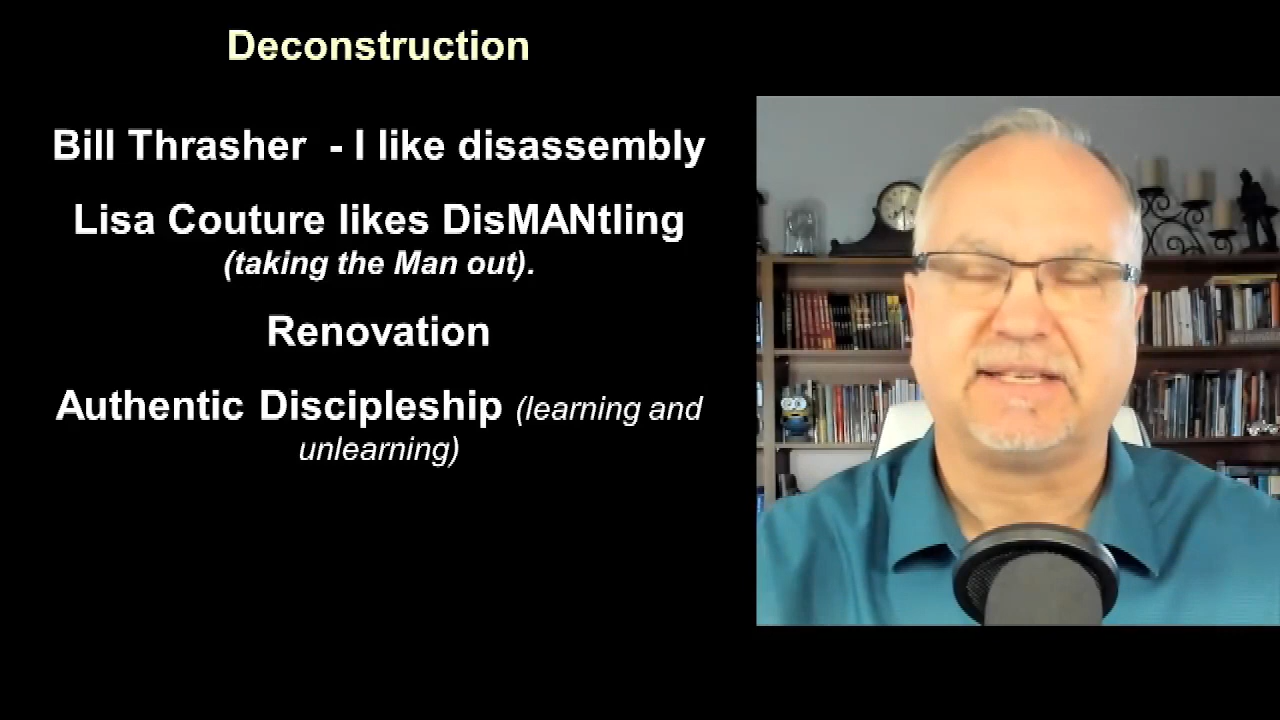 Deconstruction
Bill Thrasher  - I like disassembly
Lisa Couture likes DisMANtling
(taking the Man out).
Renovation
Authentic Discipleship (learning and
unlearning)